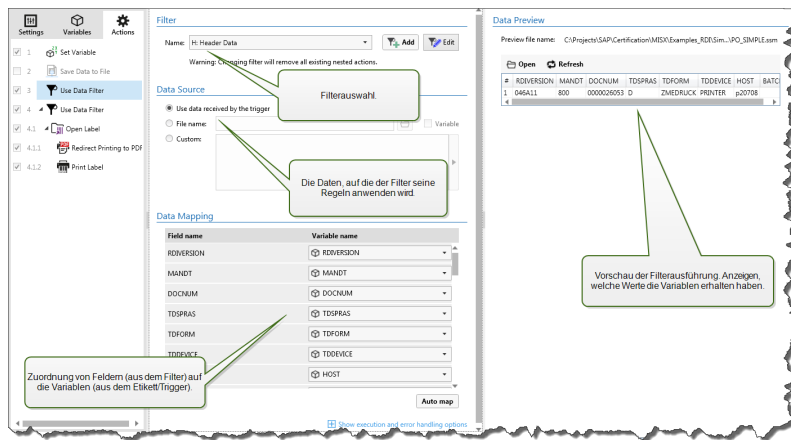 Settings
Variables
Actions
1 Set Variable
2 Save Data to File
3 Use Data Filter
4 Use Data Filter
4.1 Open Label
4.1.1 Redirect Printing to PDF
4.1.2 Print Label
Filter
Name: H: Header Data
Add
Edit
Warning: Changing filter will remove all existing nested actions.
Filterauswahl.
Data Source
Use data received by the trigger
File name:
Variable
Custom:
Die Daten, auf die der Filter seine
Regeln anwenden wird.
Data Mapping
Field name Variable name
RDIVERSION RDIVERSION
MANDT MANDT
DOCNUM DOCNUM
TDSPRAS TDSPRAS
TDFORM TDFORM
TDDEVICE TDDEVICE
HOST
Zuordnung von Feldern (aus dem Filter) auf
die Variablen (aus dem Etikett/Trigger).
Auto map
Show execution and error handling options
Data Preview
Preview file name: C:\Projects\SAP\Certification\MISX\Examples_RDI\Sim...\PO_SIMPLE.ssm
Open Refresh
# RDIVERSION MANDT DOCNUM TDSPRAS TDFORM TDDEVICE HOST BATC
1 046A11 800 0000026053 D ZMEDRUCK PRINTER p20708
Vorschau der Filterausführung. Anzeigen,
welche Werte die Variablen erhalten haben.